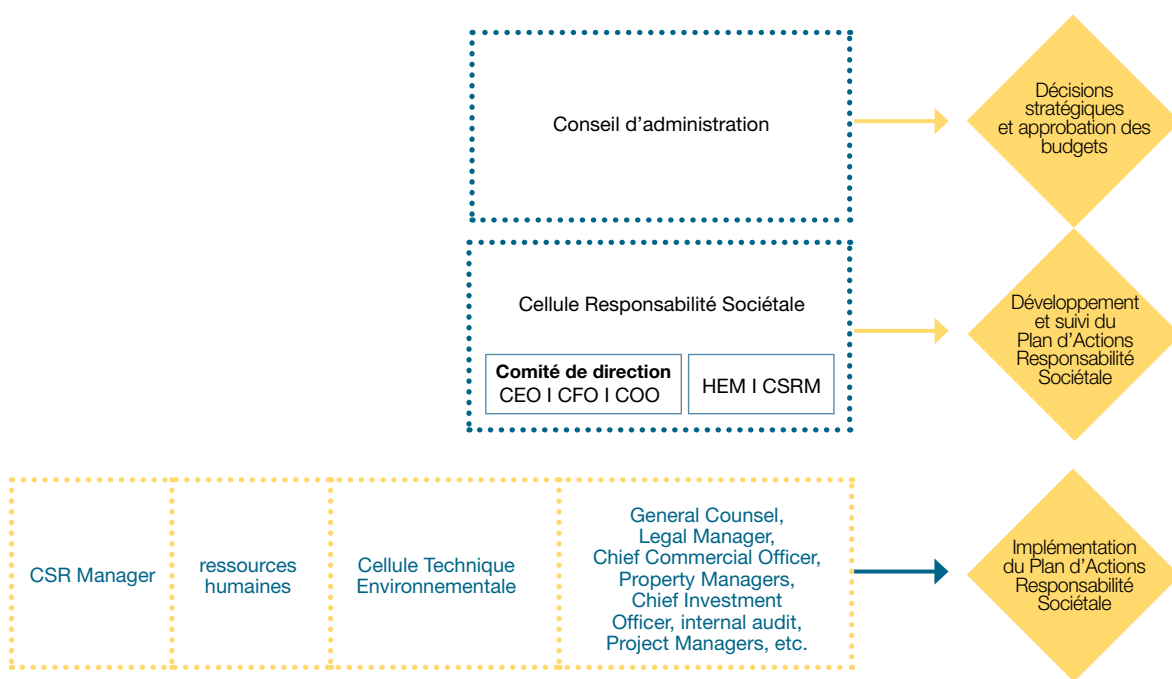 Conseil d’administration
Décisions
stratégiques
et approbation des
budgets
Cellule Responsabilité Sociétale
Comité de direction
CEO I CFO I COO
HEM I CSRM
Développement
et suivi du
Plan d’Actions
Responsabilité
Sociétale
CSR Manager
ressources
humaines
Cellule Technique
Environnementale
General Counsel,
Legal Manager,
Chief Commercial Officer,
Property Managers,
Chief Investment
Officer, internal audit,
Project Managers, etc.
Implémentation
du Plan d’Actions
Responsabilité
Sociétale